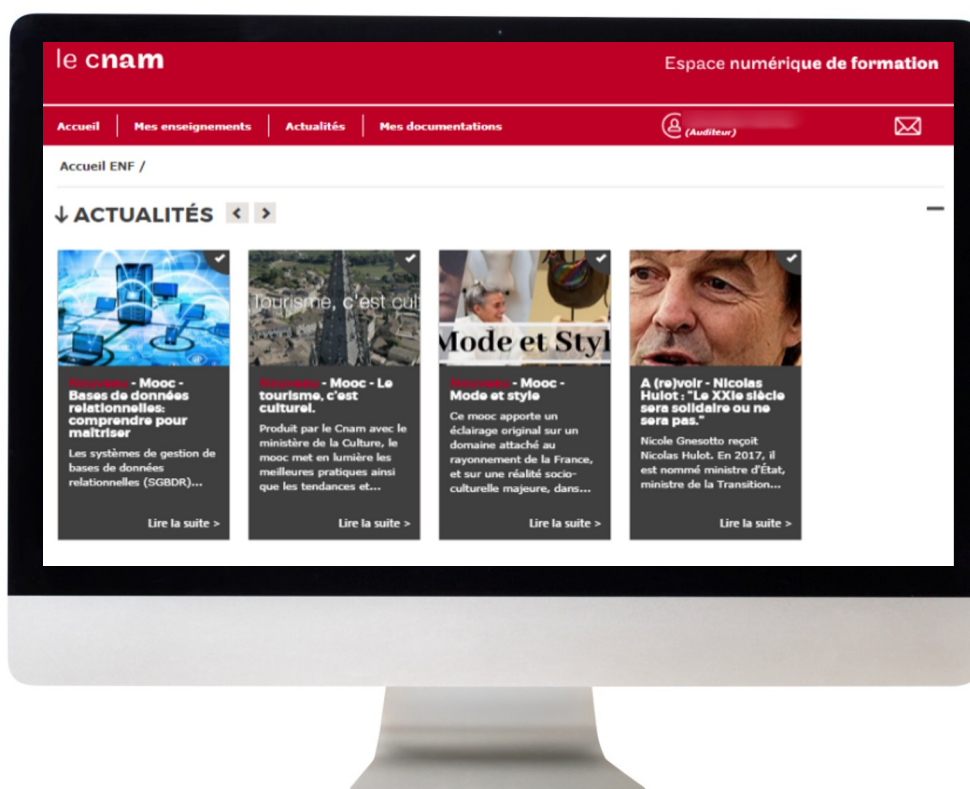 le cnam
Espace numérique de formation
Accueil
Mes enseignements
Actualités
Mes documentations
(Auditeur)
Accueil ENF /
↓ ACTUALITÉS < >
Tourisme, c'est cul
Mode et Styl
Nouveau - Mooc -
Bases de données
relationnelles:
comprendre pour
maîtriser
Les systèmes de gestion de
bases de données
relationnelles (SGBDR)...
Lire la suite >
Nouveau - Mooc - Le
tourisme, c'est
culturel.
Produit par le Cnam avec le
ministère de la Culture, le
mooc met en lumière les
meilleures pratiques ainsi
que les tendances et...
Lire la suite >
Nouveau - Mooc -
Mode et style
Ce mooc apporte un
éclairage original sur un
domaine attaché au
rayonnement de la France,
et sur une réalité socio-
culturelle majeure, dans...
Lire la suite >
A (re)voir - Nicolas
Hulot : "Le XXIe siècle
sera solidaire ou ne
sera pas."
Nicole Gnesotto reçoit
Nicolas Hulot. En 2017, il
est nommé ministre d'État,
ministre de la Transition...
Lire la suite >